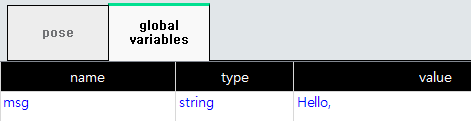 pose
global
variables
name type value
msg string Hello,